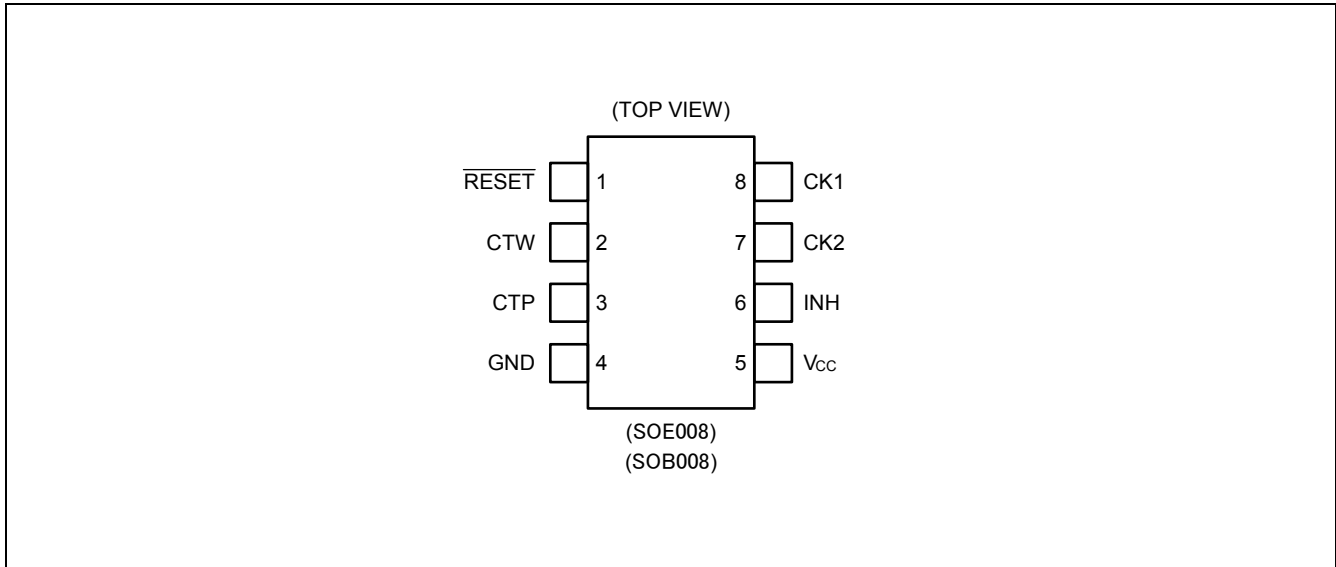 (TOP VIEW)
RESET 1 8 CK1
CTW 2 7 CK2
CTP 3 6 INH
GND 4 5 VCC
(SOE008)
(SOB008)